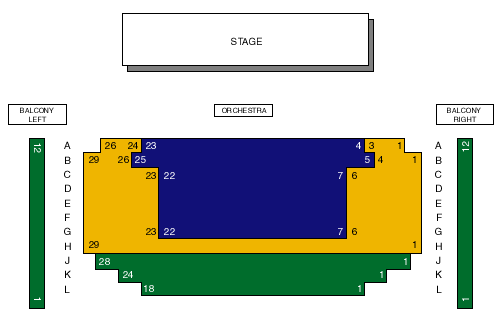 STAGE
BALCONY
LEFT
ORCHESTRA
BALCONY
RIGHT
12 A 26 24 23 4 3 1 A 12
B 29 26 25 5 4 1 B
C 23 22 7 6 C
D D
E E
F F
G 23 22 7 6 G
H 29 1 H
J 28 1 J
K 24 1 K
1 L 18 1 L 1